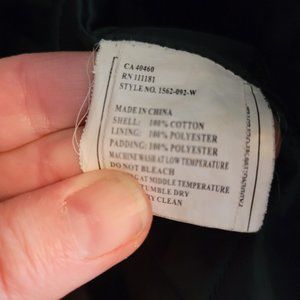 CA 40460
RN 111181
STYLE NO. 1562-092-W
MADE IN CHINA
SHELL: 100% COTTON
LINING: 100% POLYESTER
PADDING: 100% POLYESTER
MACHINE WASH AT LOW TEMPERATURE
DO NOT BLEACH
AT MIDDLE TEMPERATURE
TUMBLE DRY
CLEAN